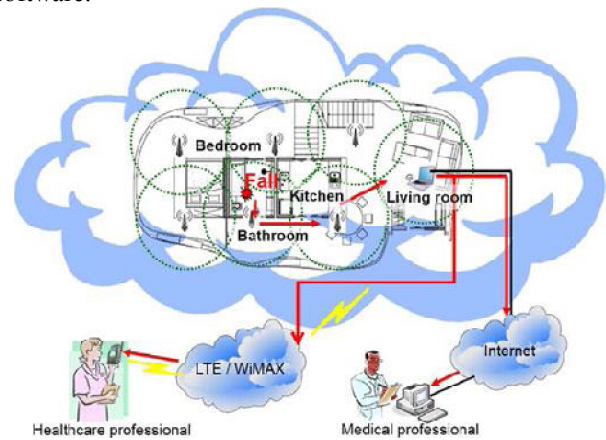 Bedroom
Fall
Kitchen
Living room
Bathroom
LTE / WiMAX
Internet
Healthcare professional
Medical professional